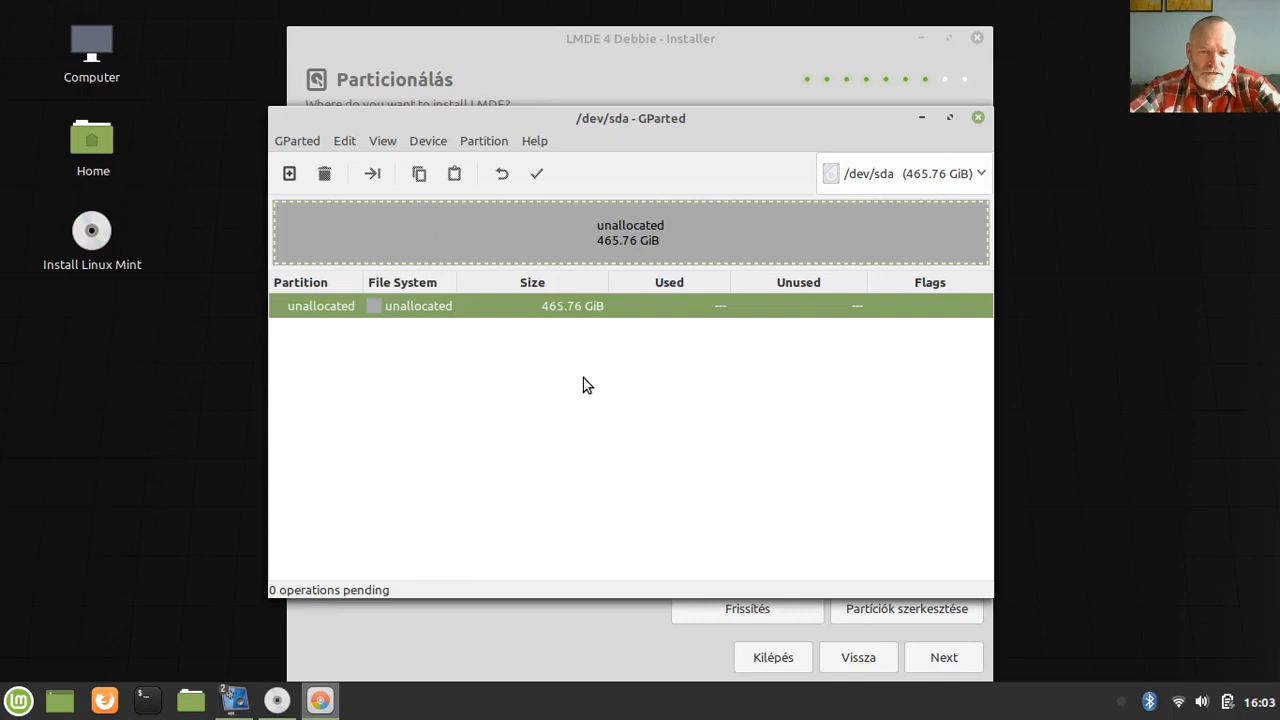 Computer
Home
Install Linux Mint
LMDE 4 Debbie - Installer
Particionálás
Where do you want to install LMDE?
/dev/sda - GParted
GParted Edit View Device Partition Help
/dev/sda (465.76 GiB)
unallocated
465.76 GiB
Partition File System Size Used Unused Flags
unallocated unallocated 465.76 GiB --- ---
0 operations pending
Frissítés Partíciók szerkesztése
Kilépés Vissza Next
2
16:03